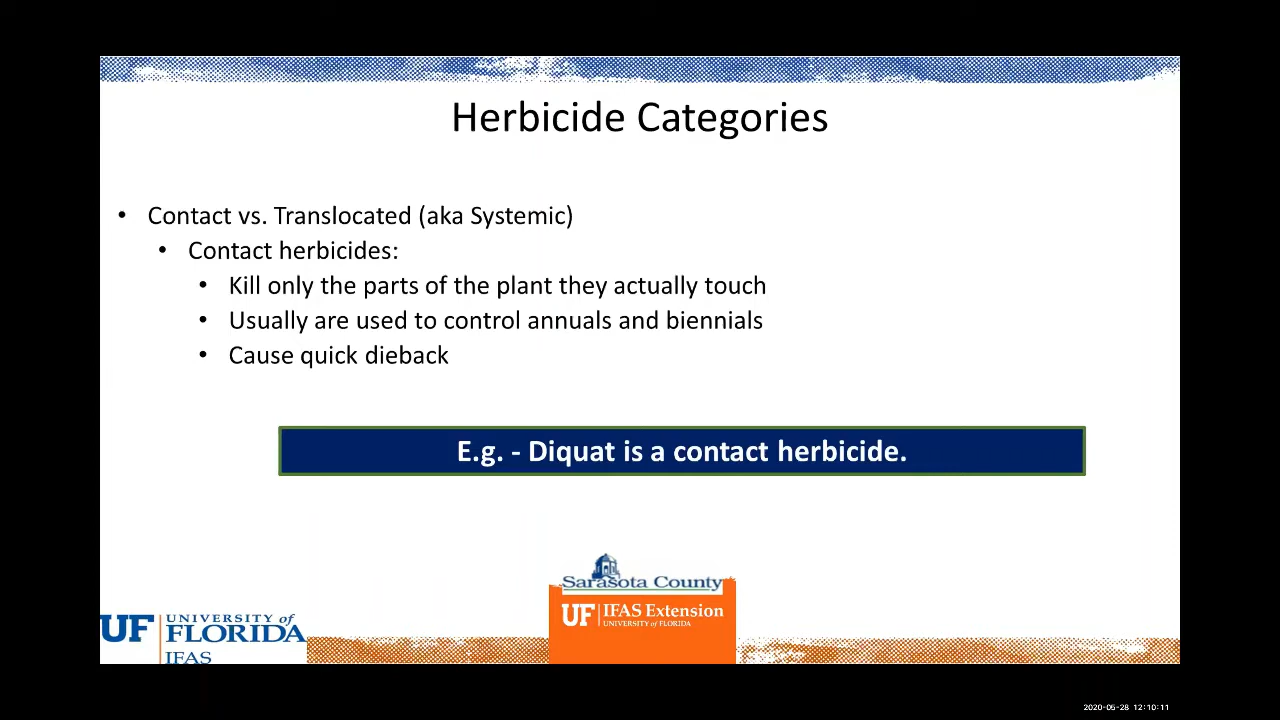 Herbicide Categories
• Contact vs. Translocated (aka Systemic)
• Contact herbicides:
• Kill only the parts of the plant they actually touch
• Usually are used to control annuals and biennials
• Cause quick dieback
E.g. - Diquat is a contact herbicide.
Sarasota County
UF IFAS Extension
UNIVERSITY of FLORIDA
UF UNIVERSITY of
FLORIDA
IFAS
2020-05-28 12:10:11